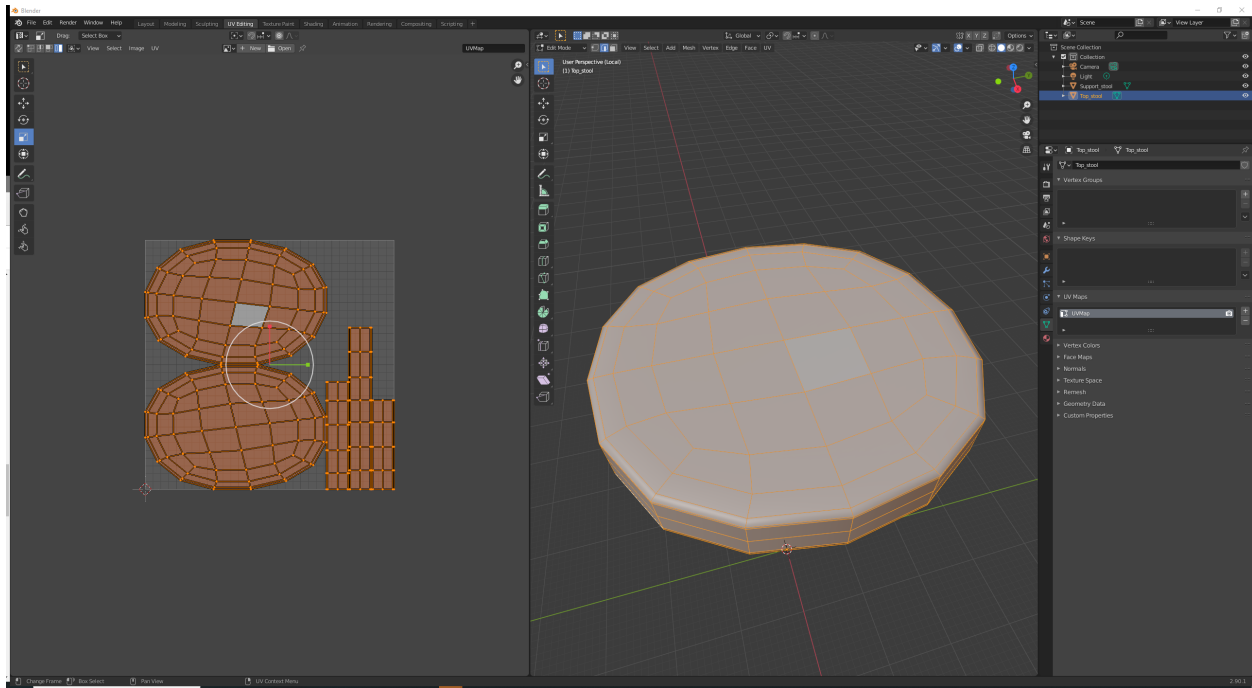 Blender
File Edit Render Window Help Layout Modeling Sculpting UV Editing Texture Paint Shading Animation Rendering Compositing Scripting + Scene View Layer
Drag: Select Box Global Options
View Select Image UV New Open UVMap Edit Mode View Select Add Mesh Vertex Edge Face UV
X Y Z
User Perspective (Local)
(1) Top_stool
Scene Collection
Collection
Camera
Light
Support_stool
Top_stool
Top_stool Top_stool
Top_stool
Vertex Groups
Shape Keys
UV Maps
UVMap
Vertex Colors
Face Maps
Normals
Texture Space
Remesh
Geometry Data
Custom Properties
Change Frame Box Select Pan View UV Context Menu 2.90.1